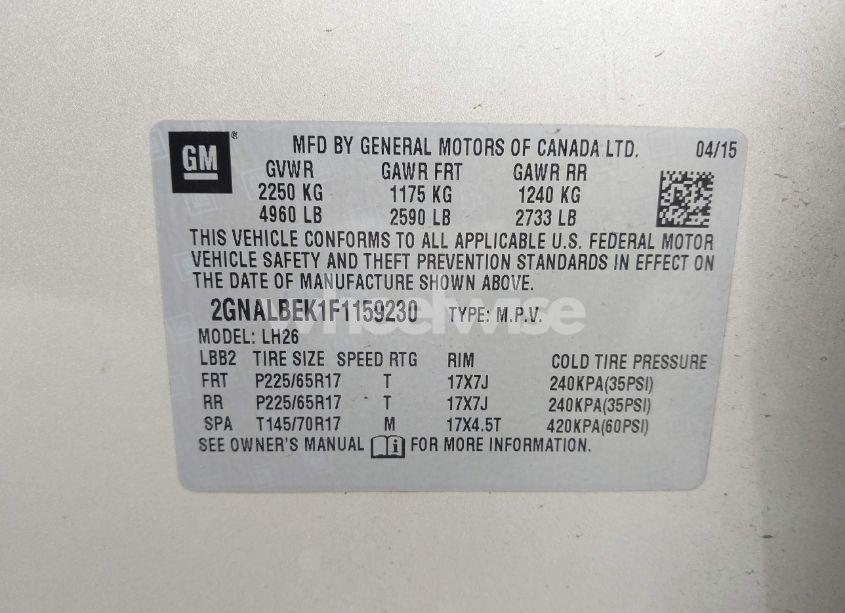 GM ® MFD BY GENERAL MOTORS OF CANADA LTD. 04/15
GVWR GAWR FRT GAWR RR
2250 KG 1175 KG 1240 KG
4960 LB 2590 LB 2733 LB
THIS VEHICLE CONFORMS TO ALL APPLICABLE U.S. FEDERAL MOTOR
VEHICLE SAFETY AND THEFT PREVENTION STANDARDS IN EFFECT ON
THE DATE OF MANUFACTURE SHOWN ABOVE.
2GNALBEK1F1159230 TYPE: M.P.V.
wheelwise
MODEL: LH26
LBB2 TIRE SIZE SPEED RTG RIM COLD TIRE PRESSURE
FRT P225/65R17 T 17X7J 240KPA(35PSI)
RR P225/65R17 T 17X7J 240KPA(35PSI)
SPA T145/70R17 M 17X4.5T 420KPA(60PSI)
SEE OWNER'S MANUAL i FOR MORE INFORMATION.